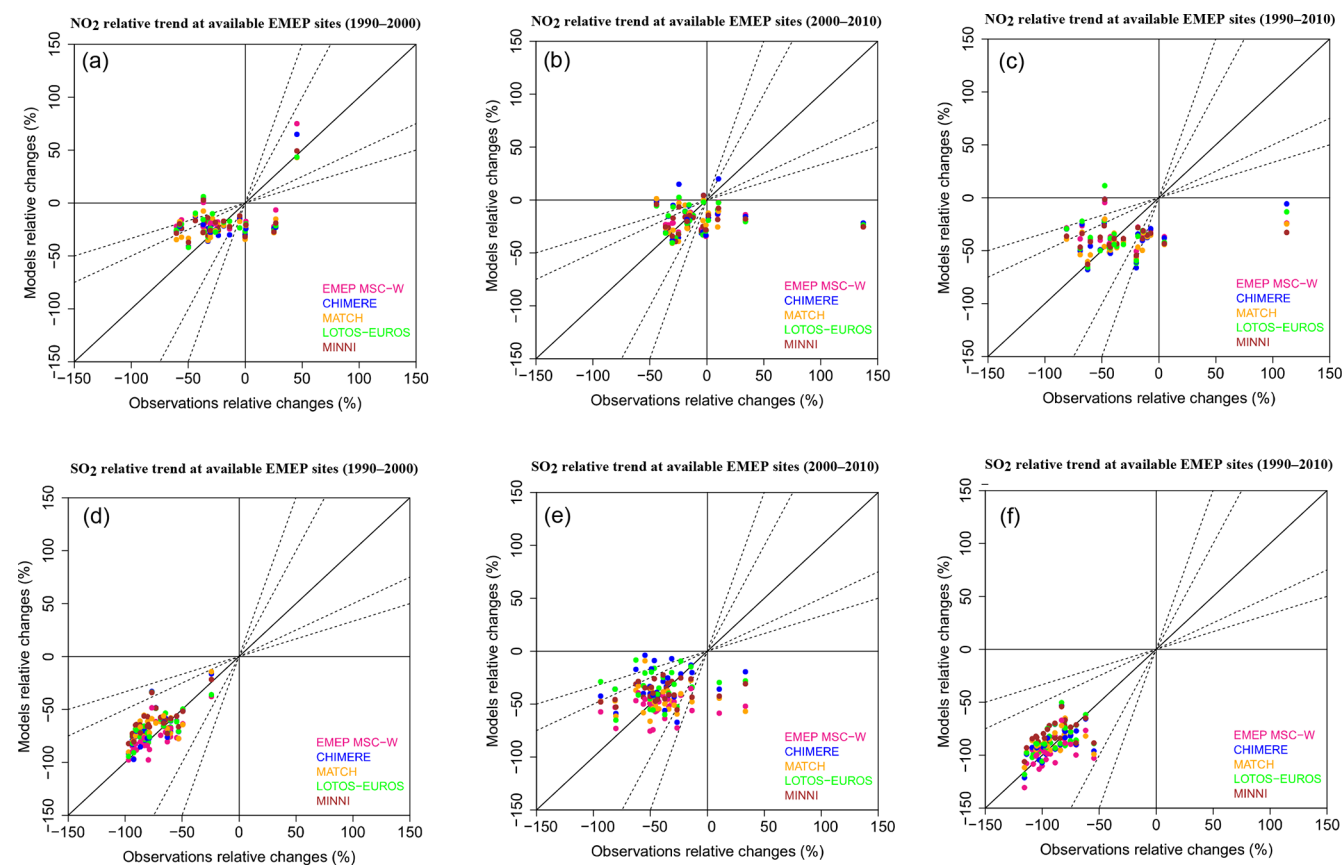 NO2 relative trend at available EMEP sites (1990–2000)
(a)
Models relative changes (%)
150
100
50
0
−50
−100
−150
EMEP MSC−W
CHIMERE
MATCH
LOTOS−EUROS
MINNI
−150 −100 −50 0 50 100 150
Observations relative changes (%)
NO2 relative trend at available EMEP sites (2000–2010)
(b)
Models relative changes (%)
150
100
50
0
−50
−100
−150
EMEP MSC−W
CHIMERE
MATCH
LOTOS−EUROS
MINNI
−150 −100 −50 0 50 100 150
Observations relative changes (%)
NO2 relative trend at available EMEP sites (1990–2010)
(c)
Models relative changes (%)
150
100
50
0
−50
−100
−150
EMEP MSC−W
CHIMERE
MATCH
LOTOS−EUROS
MINNI
−150 −100 −50 0 50 100 150
Observations relative changes (%)
SO2 relative trend at available EMEP sites (1990–2000)
(d)
Models relative changes (%)
150
100
50
0
−50
−100
−150
EMEP MSC−W
CHIMERE
MATCH
LOTOS−EUROS
MINNI
−150 −100 −50 0 50 100 150
Observations relative changes (%)
SO2 relative trend at available EMEP sites (2000–2010)
(e)
Models relative changes (%)
150
100
50
0
−50
−100
−150
EMEP MSC−W
CHIMERE
MATCH
LOTOS−EUROS
MINNI
−150 −100 −50 0 50 100 150
Observations relative changes (%)
SO2 relative trend at available EMEP sites (1990–2010)
(f)
Models relative changes (%)
150
100
50
0
−50
−100
−150
EMEP MSC−W
CHIMERE
MATCH
LOTOS−EUROS
MINNI
−150 −100 −50 0 50 100 150
Observations relative changes (%)